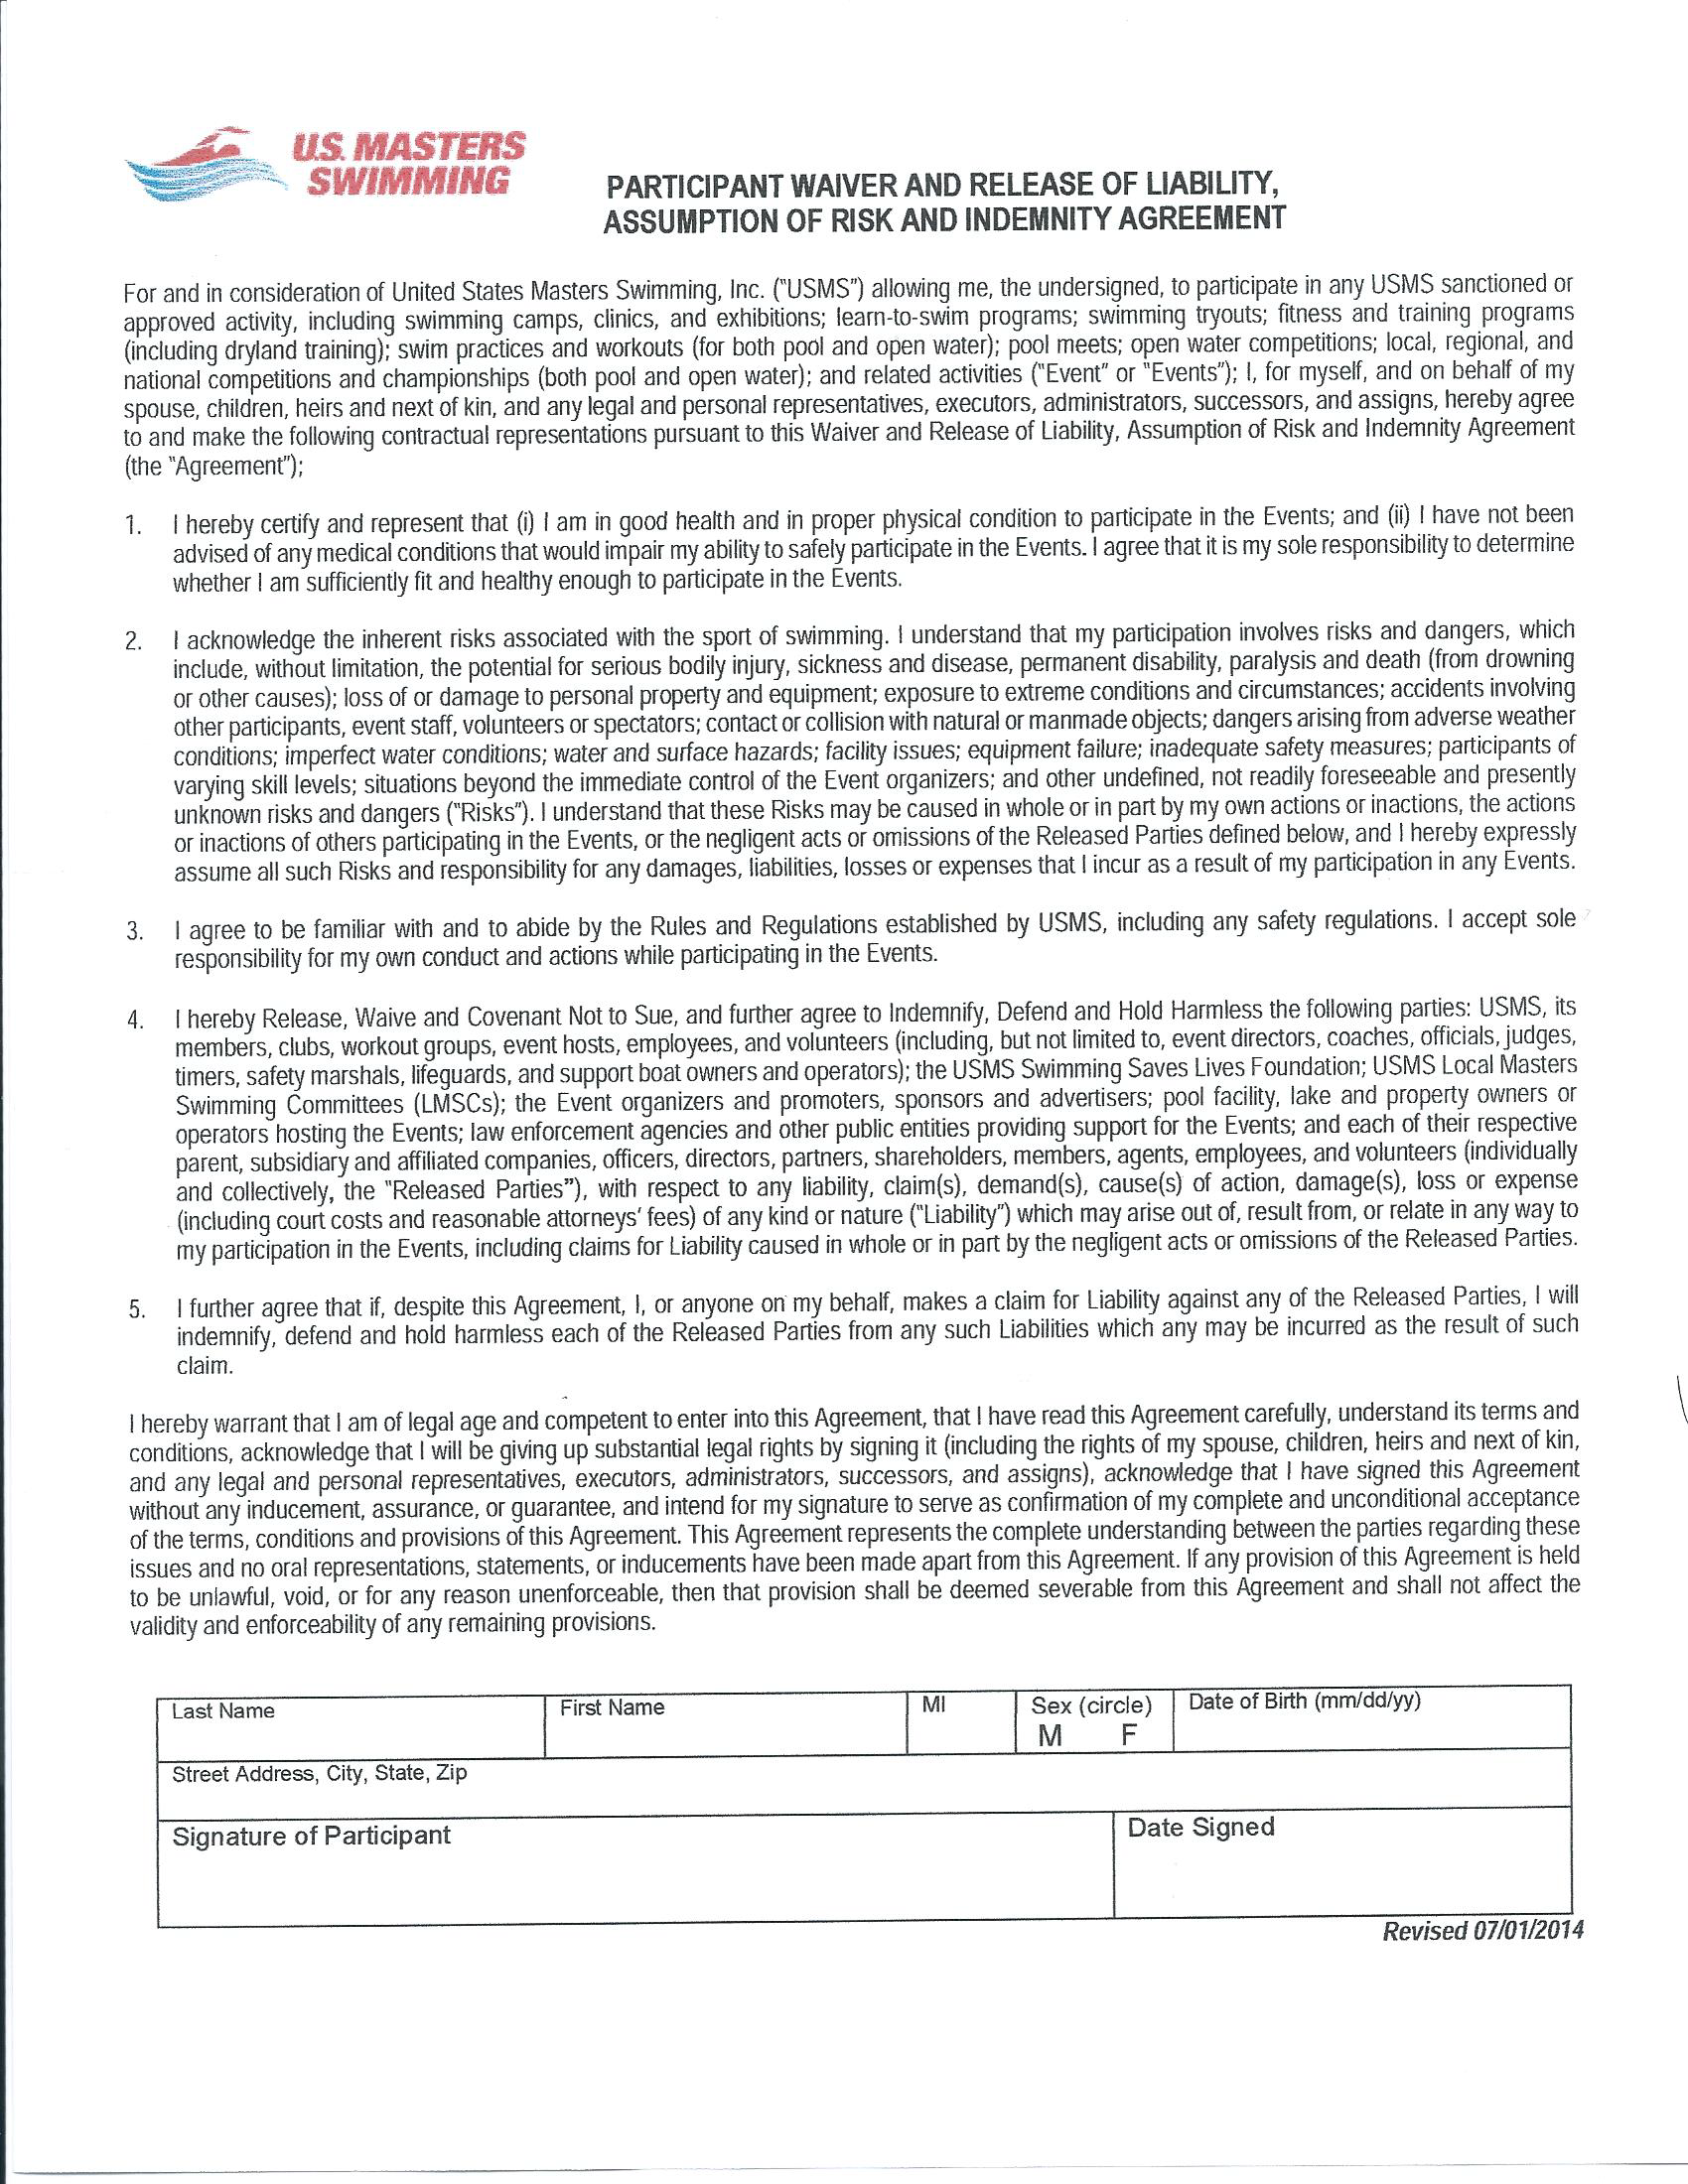 U.S. MASTERS
SWIMMING
PARTICIPANT WAIVER AND RELEASE OF LIABILITY,
ASSUMPTION OF RISK AND INDEMNITY AGREEMENT
For and in consideration of United States Masters Swimming, Inc. ("USMS") allowing me, the undersigned, to participate in any USMS sanctioned or
approved activity, including swimming camps, clinics, and exhibitions; learn-to-swim programs; swimming tryouts; fitness and training programs
(including dryland training); swim practices and workouts (for both pool and open water); pool meets; open water competitions; local, regional, and
national competitions and championships (both pool and open water); and related activities ("Event" or "Events"); I, for myself, and on behalf of my
spouse, children, heirs and next of kin, and any legal and personal representatives, executors, administrators, successors, and assigns, hereby agree
to and make the following contractual representations pursuant to this Waiver and Release of Liability, Assumption of Risk and Indemnity Agreement
(the "Agreement");
1. I hereby certify and represent that (i) I am in good health and in proper physical condition to participate in the Events; and (ii) I have not been
advised of any medical conditions that would impair my ability to safely participate in the Events. I agree that it is my sole responsibility to determine
whether I am sufficiently fit and healthy enough to participate in the Events.
2. I acknowledge the inherent risks associated with the sport of swimming. I understand that my participation involves risks and dangers, which
include, without limitation, the potential for serious bodily injury, sickness and disease, permanent disability, paralysis and death (from drowning
or other causes); loss of or damage to personal property and equipment; exposure to extreme conditions and circumstances; accidents involving
other participants, event staff, volunteers or spectators; contact or collision with natural or manmade objects; dangers arising from adverse weather
conditions; imperfect water conditions; water and surface hazards; facility issues; equipment failure; inadequate safety measures; participants of
varying skill levels; situations beyond the immediate control of the Event organizers; and other undefined, not readily foreseeable and presently
unknown risks and dangers ("Risks"). I understand that these Risks may be caused in whole or in part by my own actions or inactions, the actions
or inactions of others participating in the Events, or the negligent acts or omissions of the Released Parties defined below, and I hereby expressly
assume all such Risks and responsibility for any damages, liabilities, losses or expenses that I incur as a result of my participation in any Events.
3. I agree to be familiar with and to abide by the Rules and Regulations established by USMS, including any safety regulations. I accept sole
responsibility for my own conduct and actions while participating in the Events.
4. I hereby Release, Waive and Covenant Not to Sue, and further agree to Indemnify, Defend and Hold Harmless the following parties: USMS, its
members, clubs, workout groups, event hosts, employees, and volunteers (including, but not limited to, event directors, coaches, officials, judges,
timers, safety marshals, lifeguards, and support boat owners and operators); the USMS Swimming Saves Lives Foundation; USMS Local Masters
Swimming Committees (LMSCs); the Event organizers and promoters, sponsors and advertisers; pool facility, lake and property owners or
operators hosting the Events; law enforcement agencies and other public entities providing support for the Events; and each of their respective
parent, subsidiary and affiliated companies, officers, directors, partners, shareholders, members, agents, employees, and volunteers (individually
and collectively, the "Released Parties"), with respect to any liability, claim(s), demand(s), cause(s) of action, damage(s), loss or expense
(including court costs and reasonable attorneys' fees) of any kind or nature ("Liability") which may arise out of, result from, or relate in any way to
my participation in the Events, including claims for Liability caused in whole or in part by the negligent acts or omissions of the Released Parties.
5. I further agree that if, despite this Agreement, I, or anyone on my behalf, makes a claim for Liability against any of the Released Parties, I will
indemnify, defend and hold harmless each of the Released Parties from any such Liabilities which any may be incurred as the result of such
claim.
I hereby warrant that I am of legal age and competent to enter into this Agreement, that I have read this Agreement carefully, understand its terms and
conditions, acknowledge that I will be giving up substantial legal rights by signing it (including the rights of my spouse, children, heirs and next of kin,
and any legal and personal representatives, executors, administrators, successors, and assigns), acknowledge that I have signed this Agreement
without any inducement, assurance, or guarantee, and intend for my signature to serve as confirmation of my complete and unconditional acceptance
of the terms, conditions and provisions of this Agreement. This Agreement represents the complete understanding between the parties regarding these
issues and no oral representations, statements, or inducements have been made apart from this Agreement. If any provision of this Agreement is held
to be unlawful, void, or for any reason unenforceable, then that provision shall be deemed severable from this Agreement and shall not affect the
validity and enforceability of any remaining provisions.
Last Name First Name MI Sex (circle) Date of Birth (mm/dd/yy)
M F
Street Address, City, State, Zip
Signature of Participant Date Signed
Revised 07/01/2014